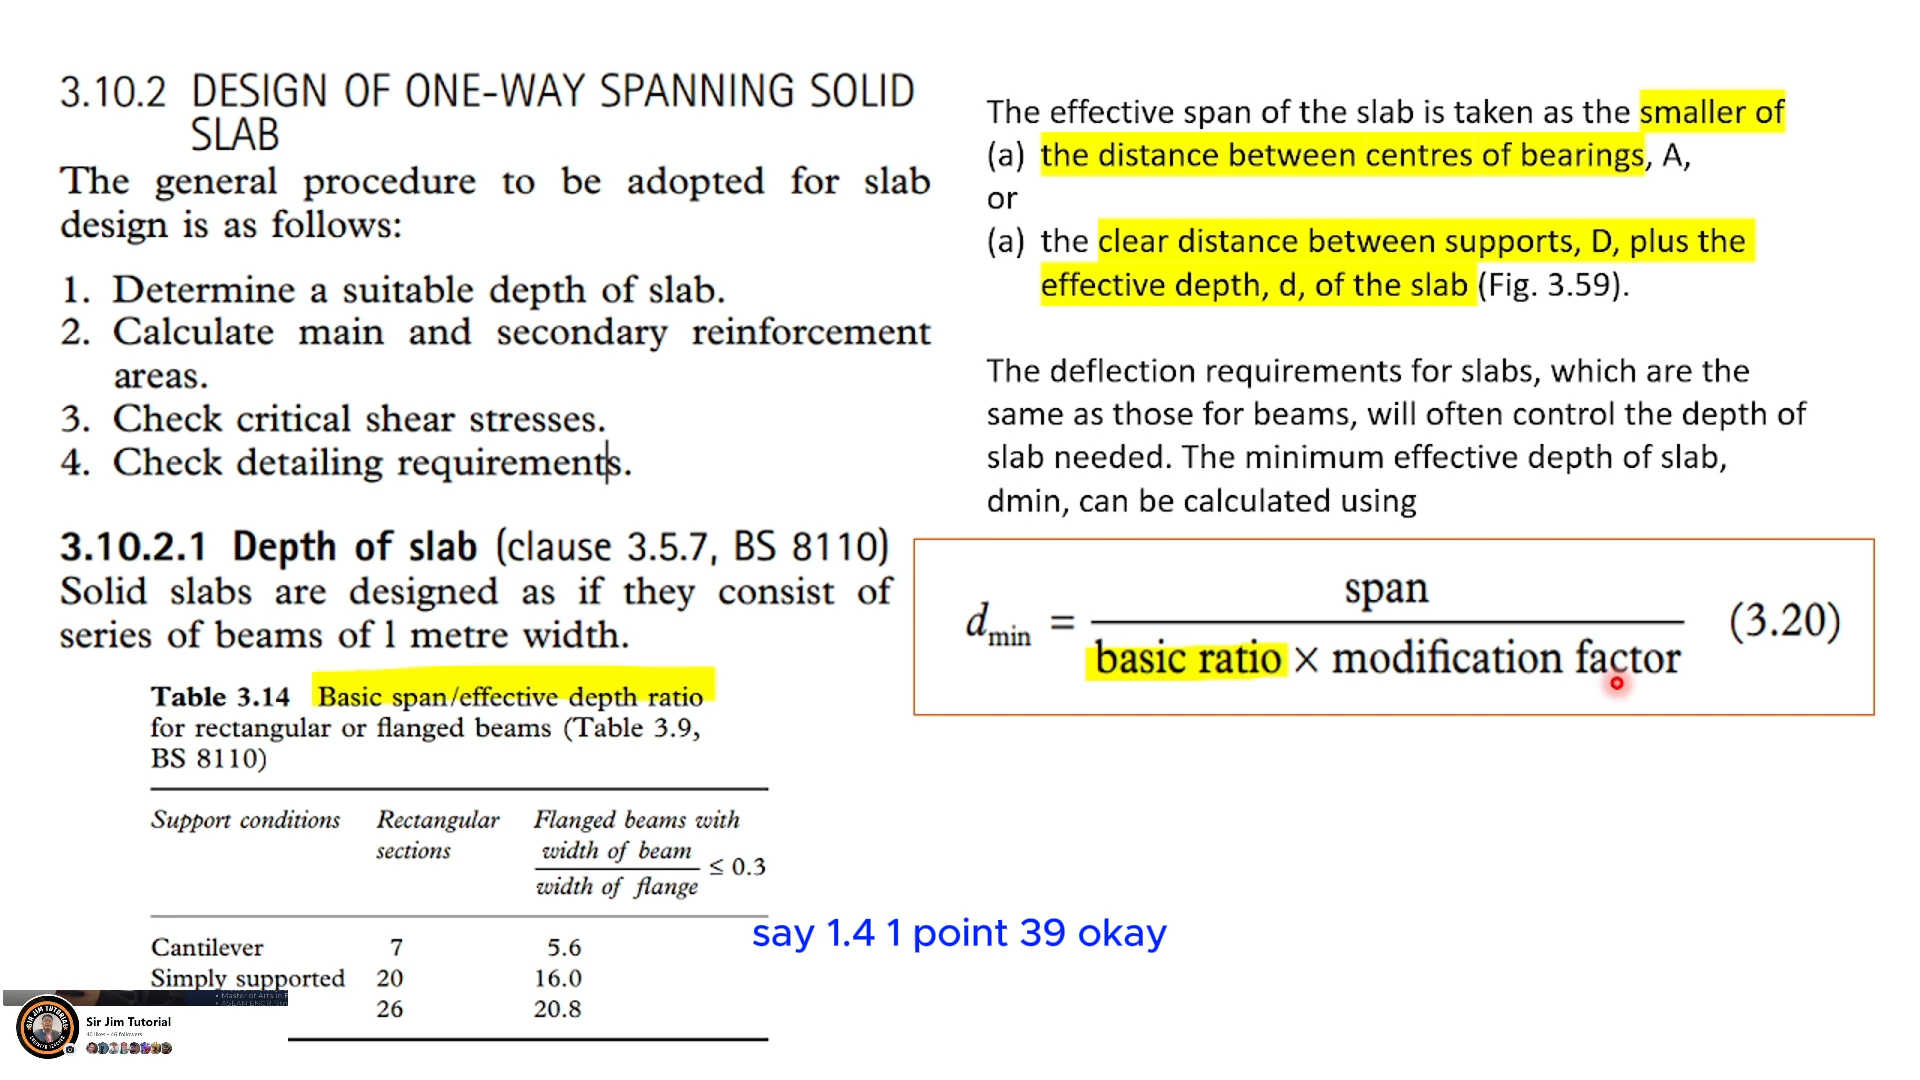 3.10.2 DESIGN OF ONE-WAY SPANNING SOLID
SLAB
The general procedure to be adopted for slab
design is as follows:
1. Determine a suitable depth of slab.
2. Calculate main and secondary reinforcement
areas.
3. Check critical shear stresses.
4. Check detailing requirements.
3.10.2.1 Depth of slab (clause 3.5.7, BS 8110)
Solid slabs are designed as if they consist of
series of beams of l metre width.
Table 3.14 Basic span/effective depth ratio
for rectangular or flanged beams (Table 3.9,
BS 8110)
Support conditions Rectangular sections Flanged beams with
width of beam
width of flange ≤ 0.3
Cantilever 7 5.6
Simply supported 20 16.0
26 20.8
The effective span of the slab is taken as the smaller of
(a) the distance between centres of bearings, A,
or
(a) the clear distance between supports, D, plus the
effective depth, d, of the slab (Fig. 3.59).
The deflection requirements for slabs, which are the
same as those for beams, will often control the depth of
slab needed. The minimum effective depth of slab,
dmin, can be calculated using
d min = span / basic ratio × modification factor (3.20)
say 1.4 1 point 39 okay
Sir Jim Tutorial